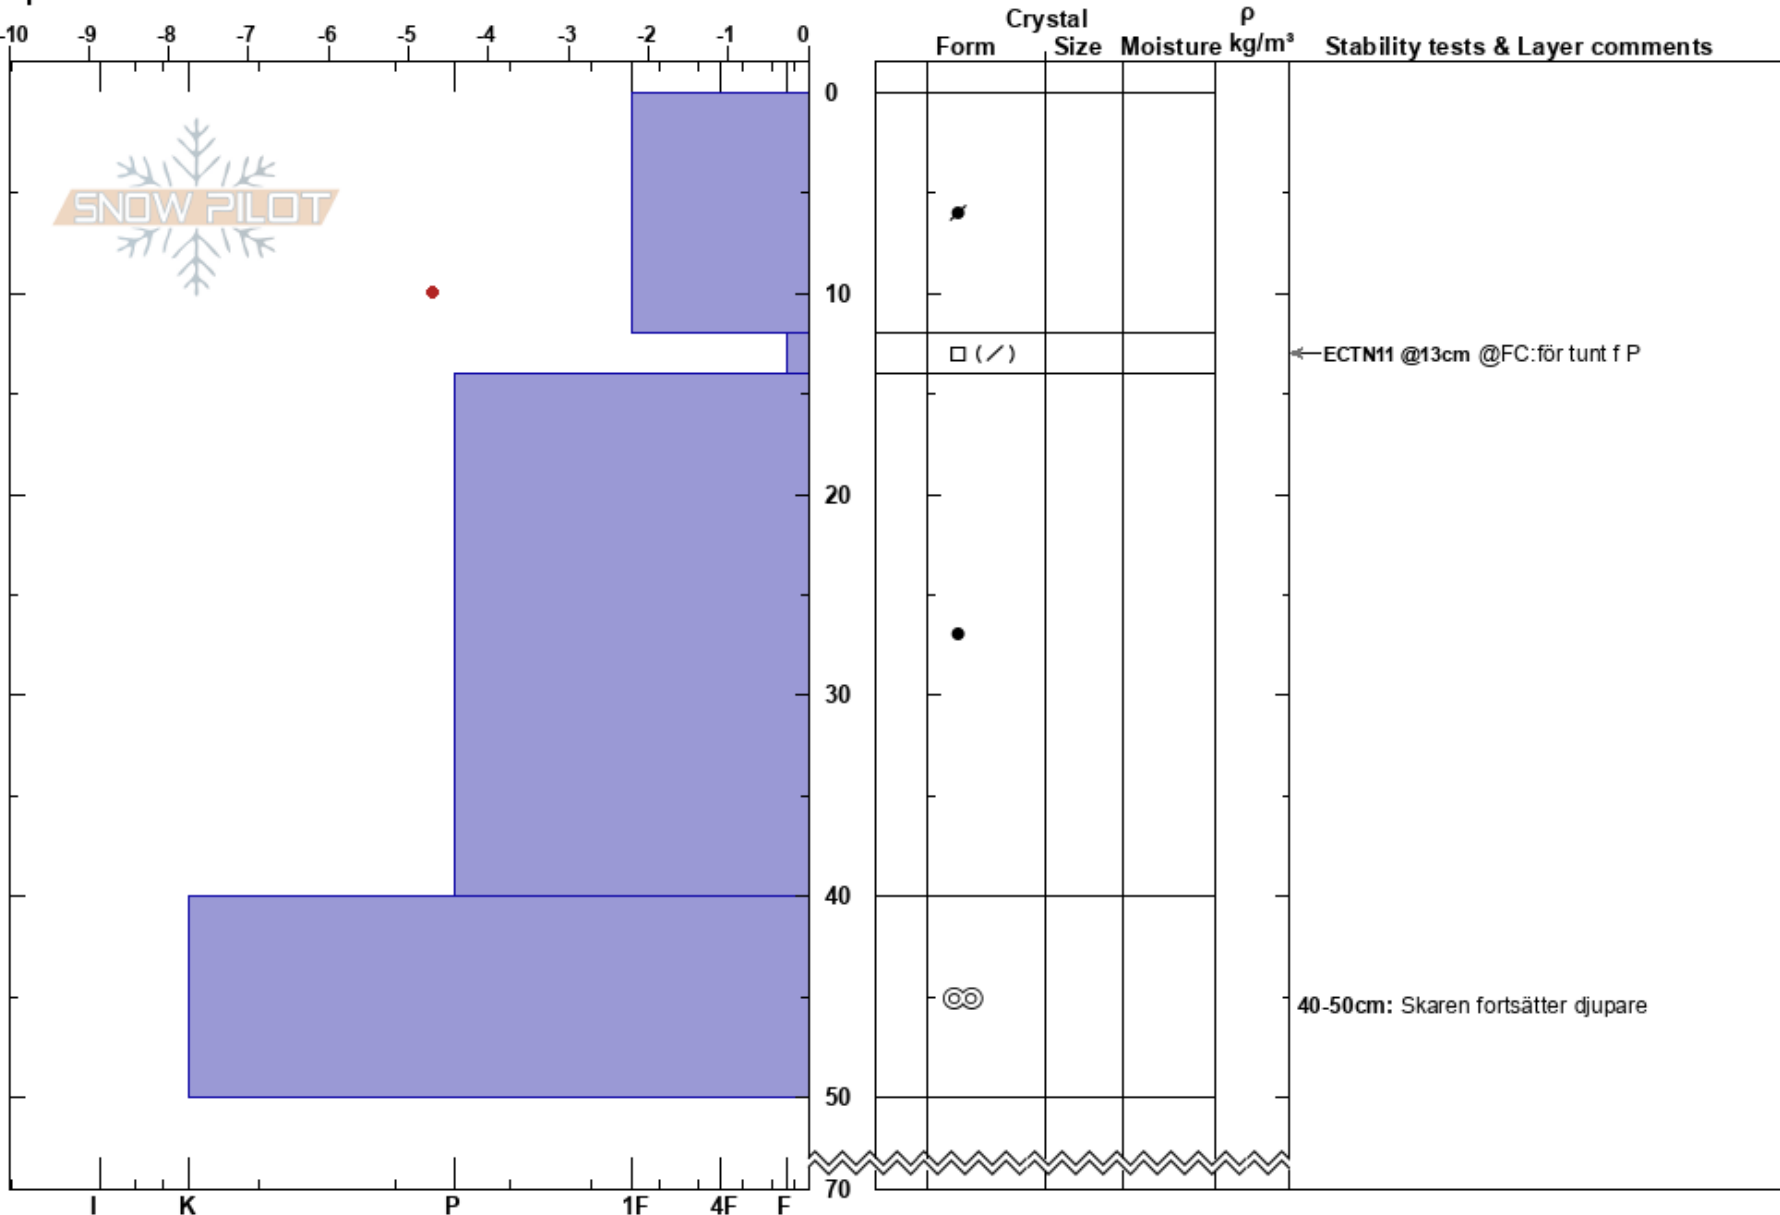 Crystal ρ
-10 -9 -8 -7 -6 -5 -4 -3 -2 -1 0 Form Size Moisture kg/m³ Stability tests & Layer comments
0
SNOW PILOT
10
ECTN11 @13cm @FC:för tunt f P
20
30
40
40-50cm: Skaren fortsätter djupare
50
70
I K P 1F 4F F